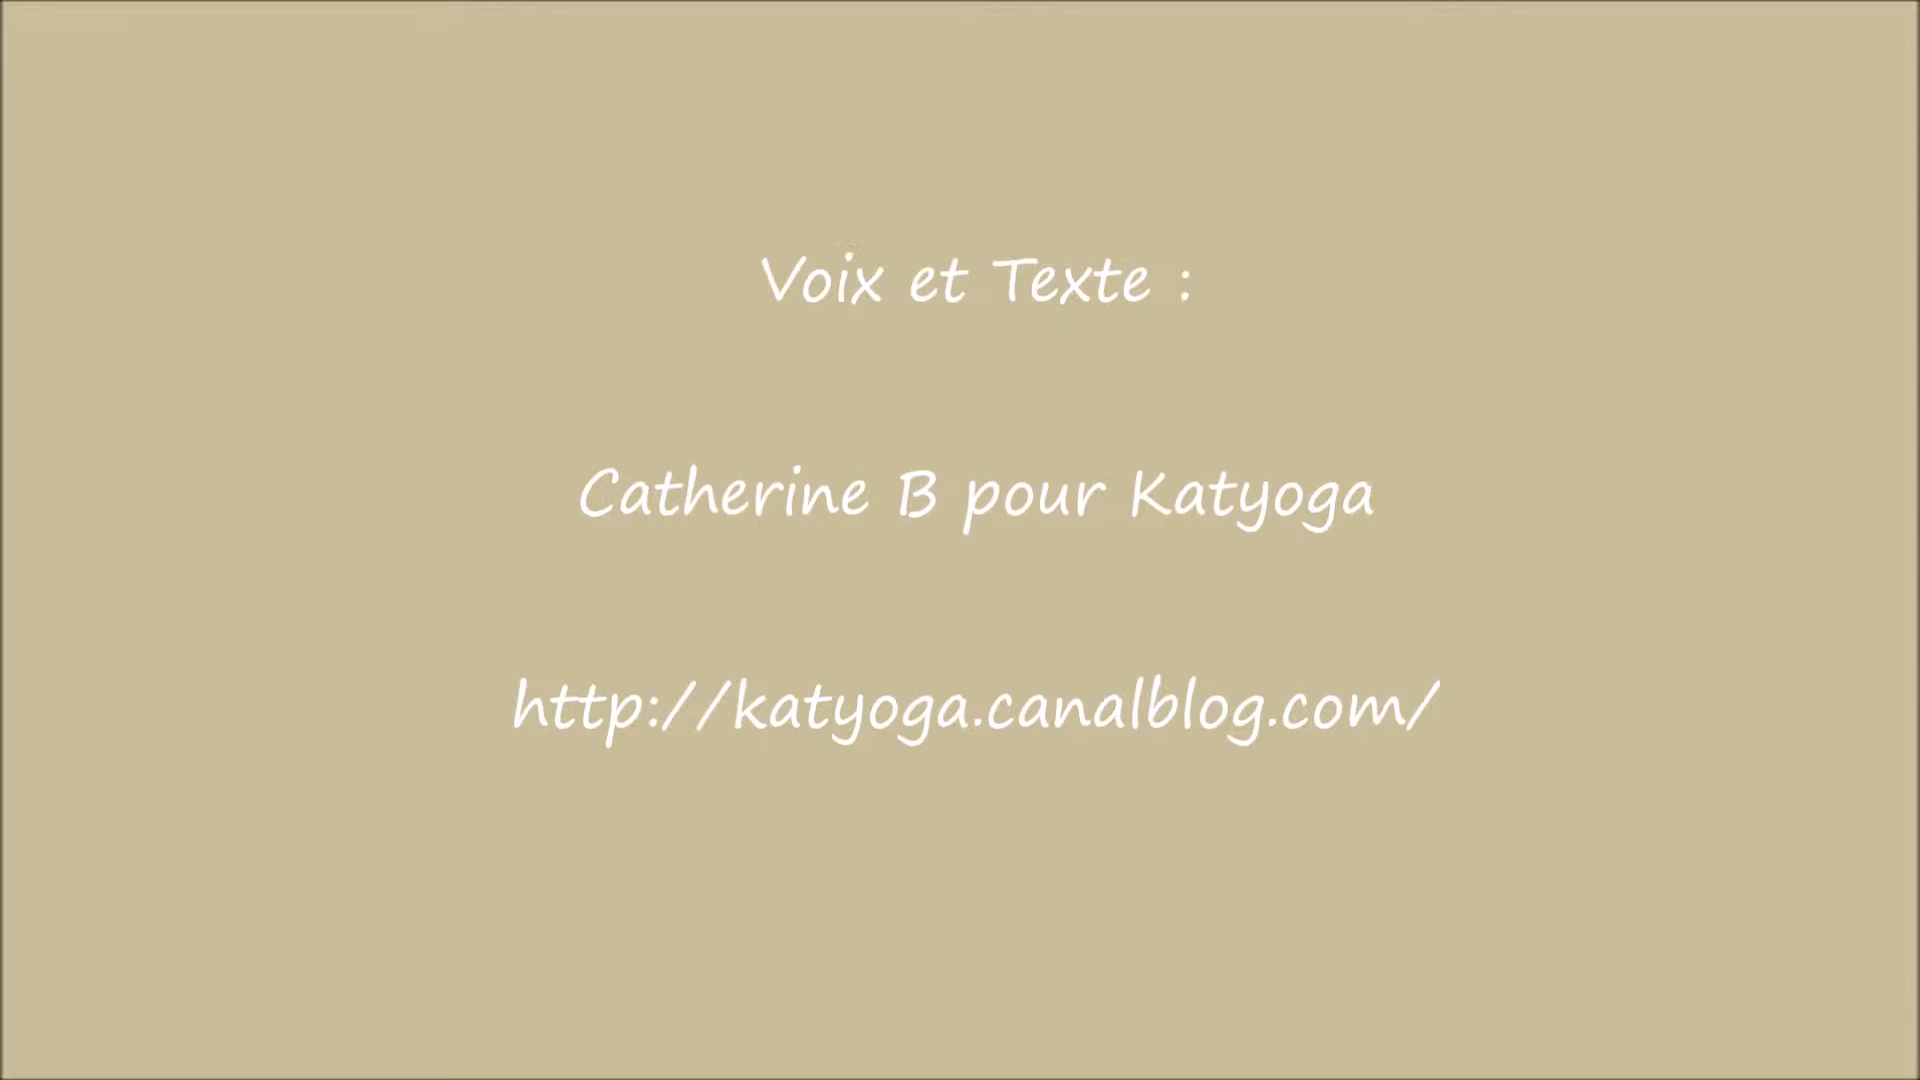 Voix et Texte :
Catherine B pour Katyoga
http://katyoga.canalblog.com/